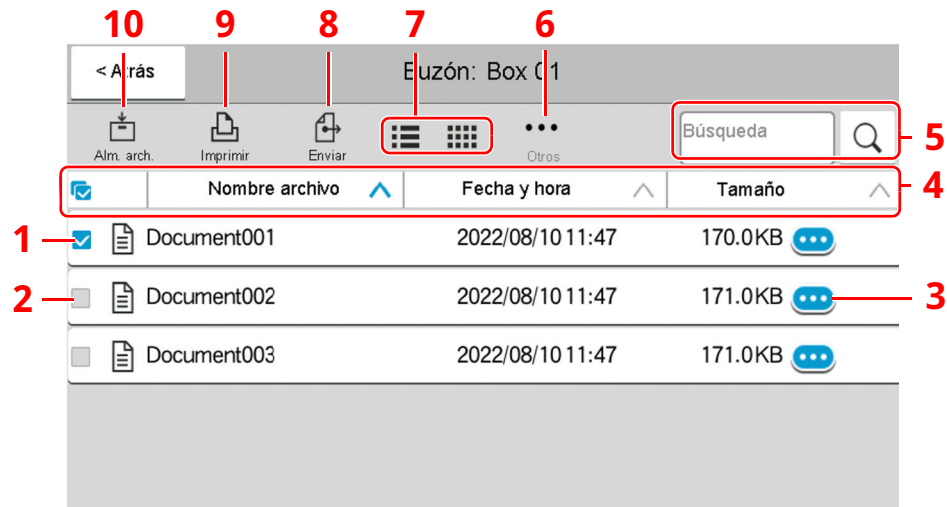 10 9 8 7 6
< Atrás Buzón: Box 01
Alm. arch. Imprimir Enviar Otros Búsqueda 5
Nombre archivo Fecha y hora Tamaño 4
1 Document001 2022/08/10 11:47 170.0KB
2 Document002 2022/08/10 11:47 171.0KB 3
Document003 2022/08/10 11:47 171.0KB